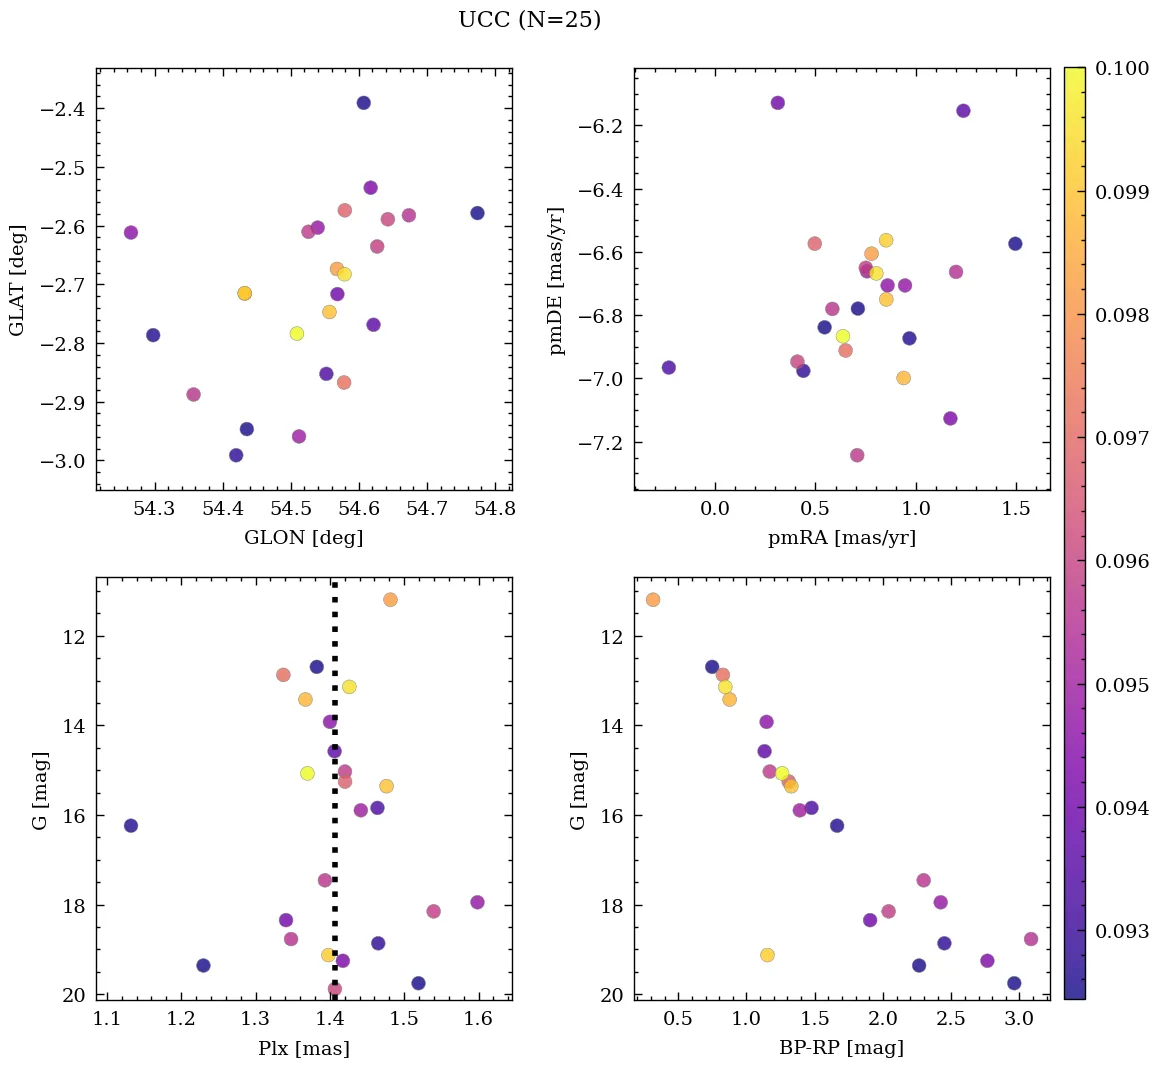 UCC (N=25)
−2.4
−2.5
−2.6
−2.7
−2.8
−2.9
−3.0
GLAT [deg]
54.3 54.4 54.5 54.6 54.7 54.8
GLON [deg]
−6.2
−6.4
−6.6
−6.8
−7.0
−7.2
pmDE [mas/yr]
0.0 0.5 1.0 1.5
pmRA [mas/yr]
12
14
16
18
20
G [mag]
1.1 1.2 1.3 1.4 1.5 1.6
Plx [mas]
12
14
16
18
20
G [mag]
0.5 1.0 1.5 2.0 2.5 3.0
BP-RP [mag]
0.100
0.099
0.098
0.097
0.096
0.095
0.094
0.093